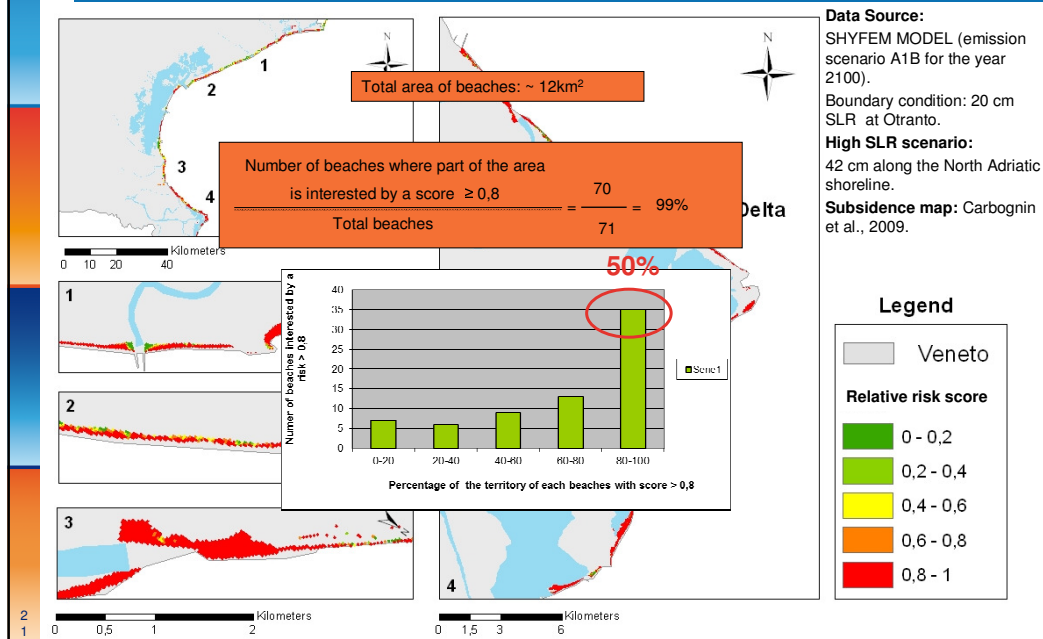 N
1
2
3
4
Kilometers
0 10 20 40
Total area of beaches: ~ 12km²
N
Number of beaches where part of the area
is interested by a score ≥ 0,8
Total beaches
= 70
71
= 99%
Delta
50%
1
2
3
Kilometers
0 0,5 1 2
Numer of beaches interested by a
risk > 0,8
40
35
30
25
20
15
10
5
0
0-20 20-40 40-60 60-80 80-100
Percentage of the territory of each beaches with score > 0,8
Serie1
4
Kilometers
0 1,5 3 6
Data Source:
SHYFEM MODEL (emission
scenario A1B for the year
2100).
Boundary condition: 20 cm
SLR at Otranto.
High SLR scenario:
42 cm along the North Adriatic
shoreline.
Subsidence map: Carbognin
et al., 2009.
Legend
Veneto
Relative risk score
0 - 0,2
0,2 - 0,4
0,4 - 0,6
0,6 - 0,8
0,8 - 1
2
1